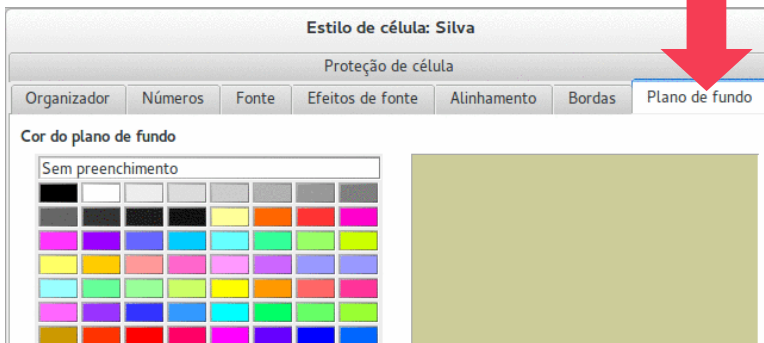 Estilo de célula: Silva
Proteção de célula
Organizador Números Fonte Efeitos de fonte Alinhamento Bordas Plano de fundo
Cor do plano de fundo
Sem preenchimento